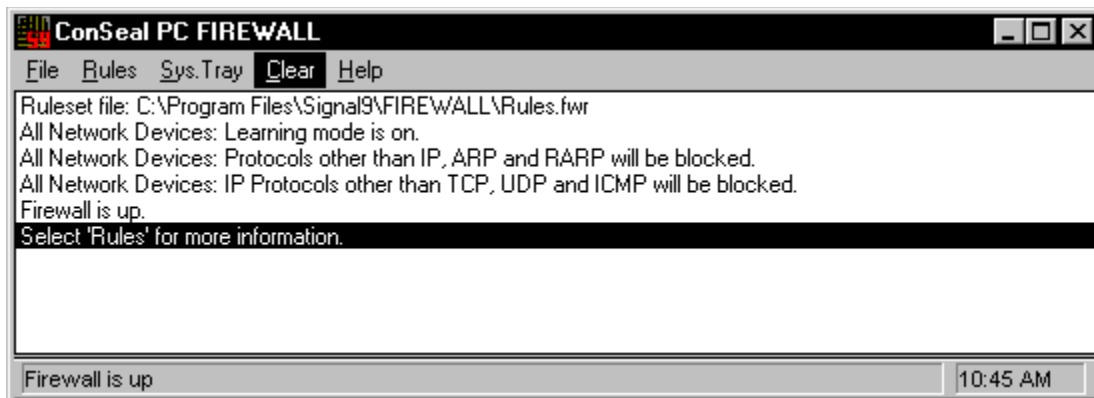 ConSeal PC FIREWALL
File Rules Sys.Tray Clear Help
Ruleset file: C:\Program Files\Signal9\FIREWALL\Rules.fwr
All Network Devices: Learning mode is on.
All Network Devices: Protocols other than IP, ARP and RARP will be blocked.
All Network Devices: IP Protocols other than TCP, UDP and ICMP will be blocked.
Firewall is up.
Select 'Rules' for more information.
Firewall is up 10:45 AM